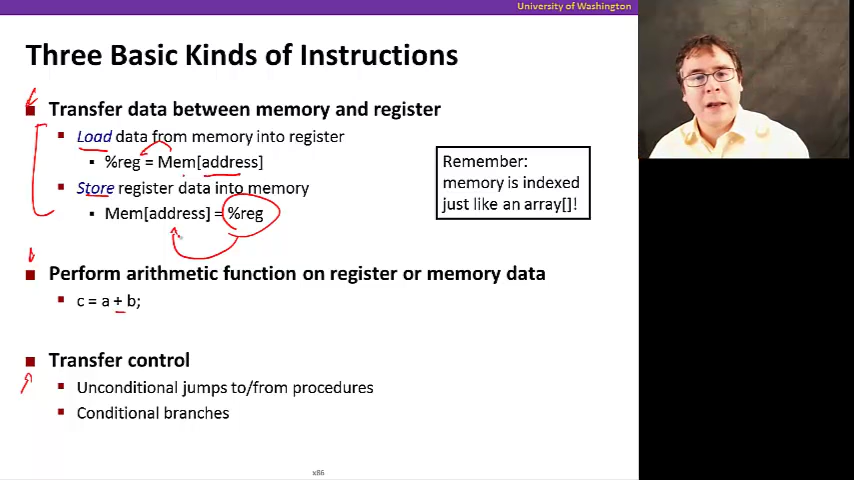 University of Washington
Three Basic Kinds of Instructions
Transfer data between memory and register
Load data from memory into register
%reg = Mem[address]
Store register data into memory
Mem[address] = %reg
Remember:
memory is indexed
just like an array[]!
Perform arithmetic function on register or memory data
c = a + b;
Transfer control
Unconditional jumps to/from procedures
Conditional branches
x86